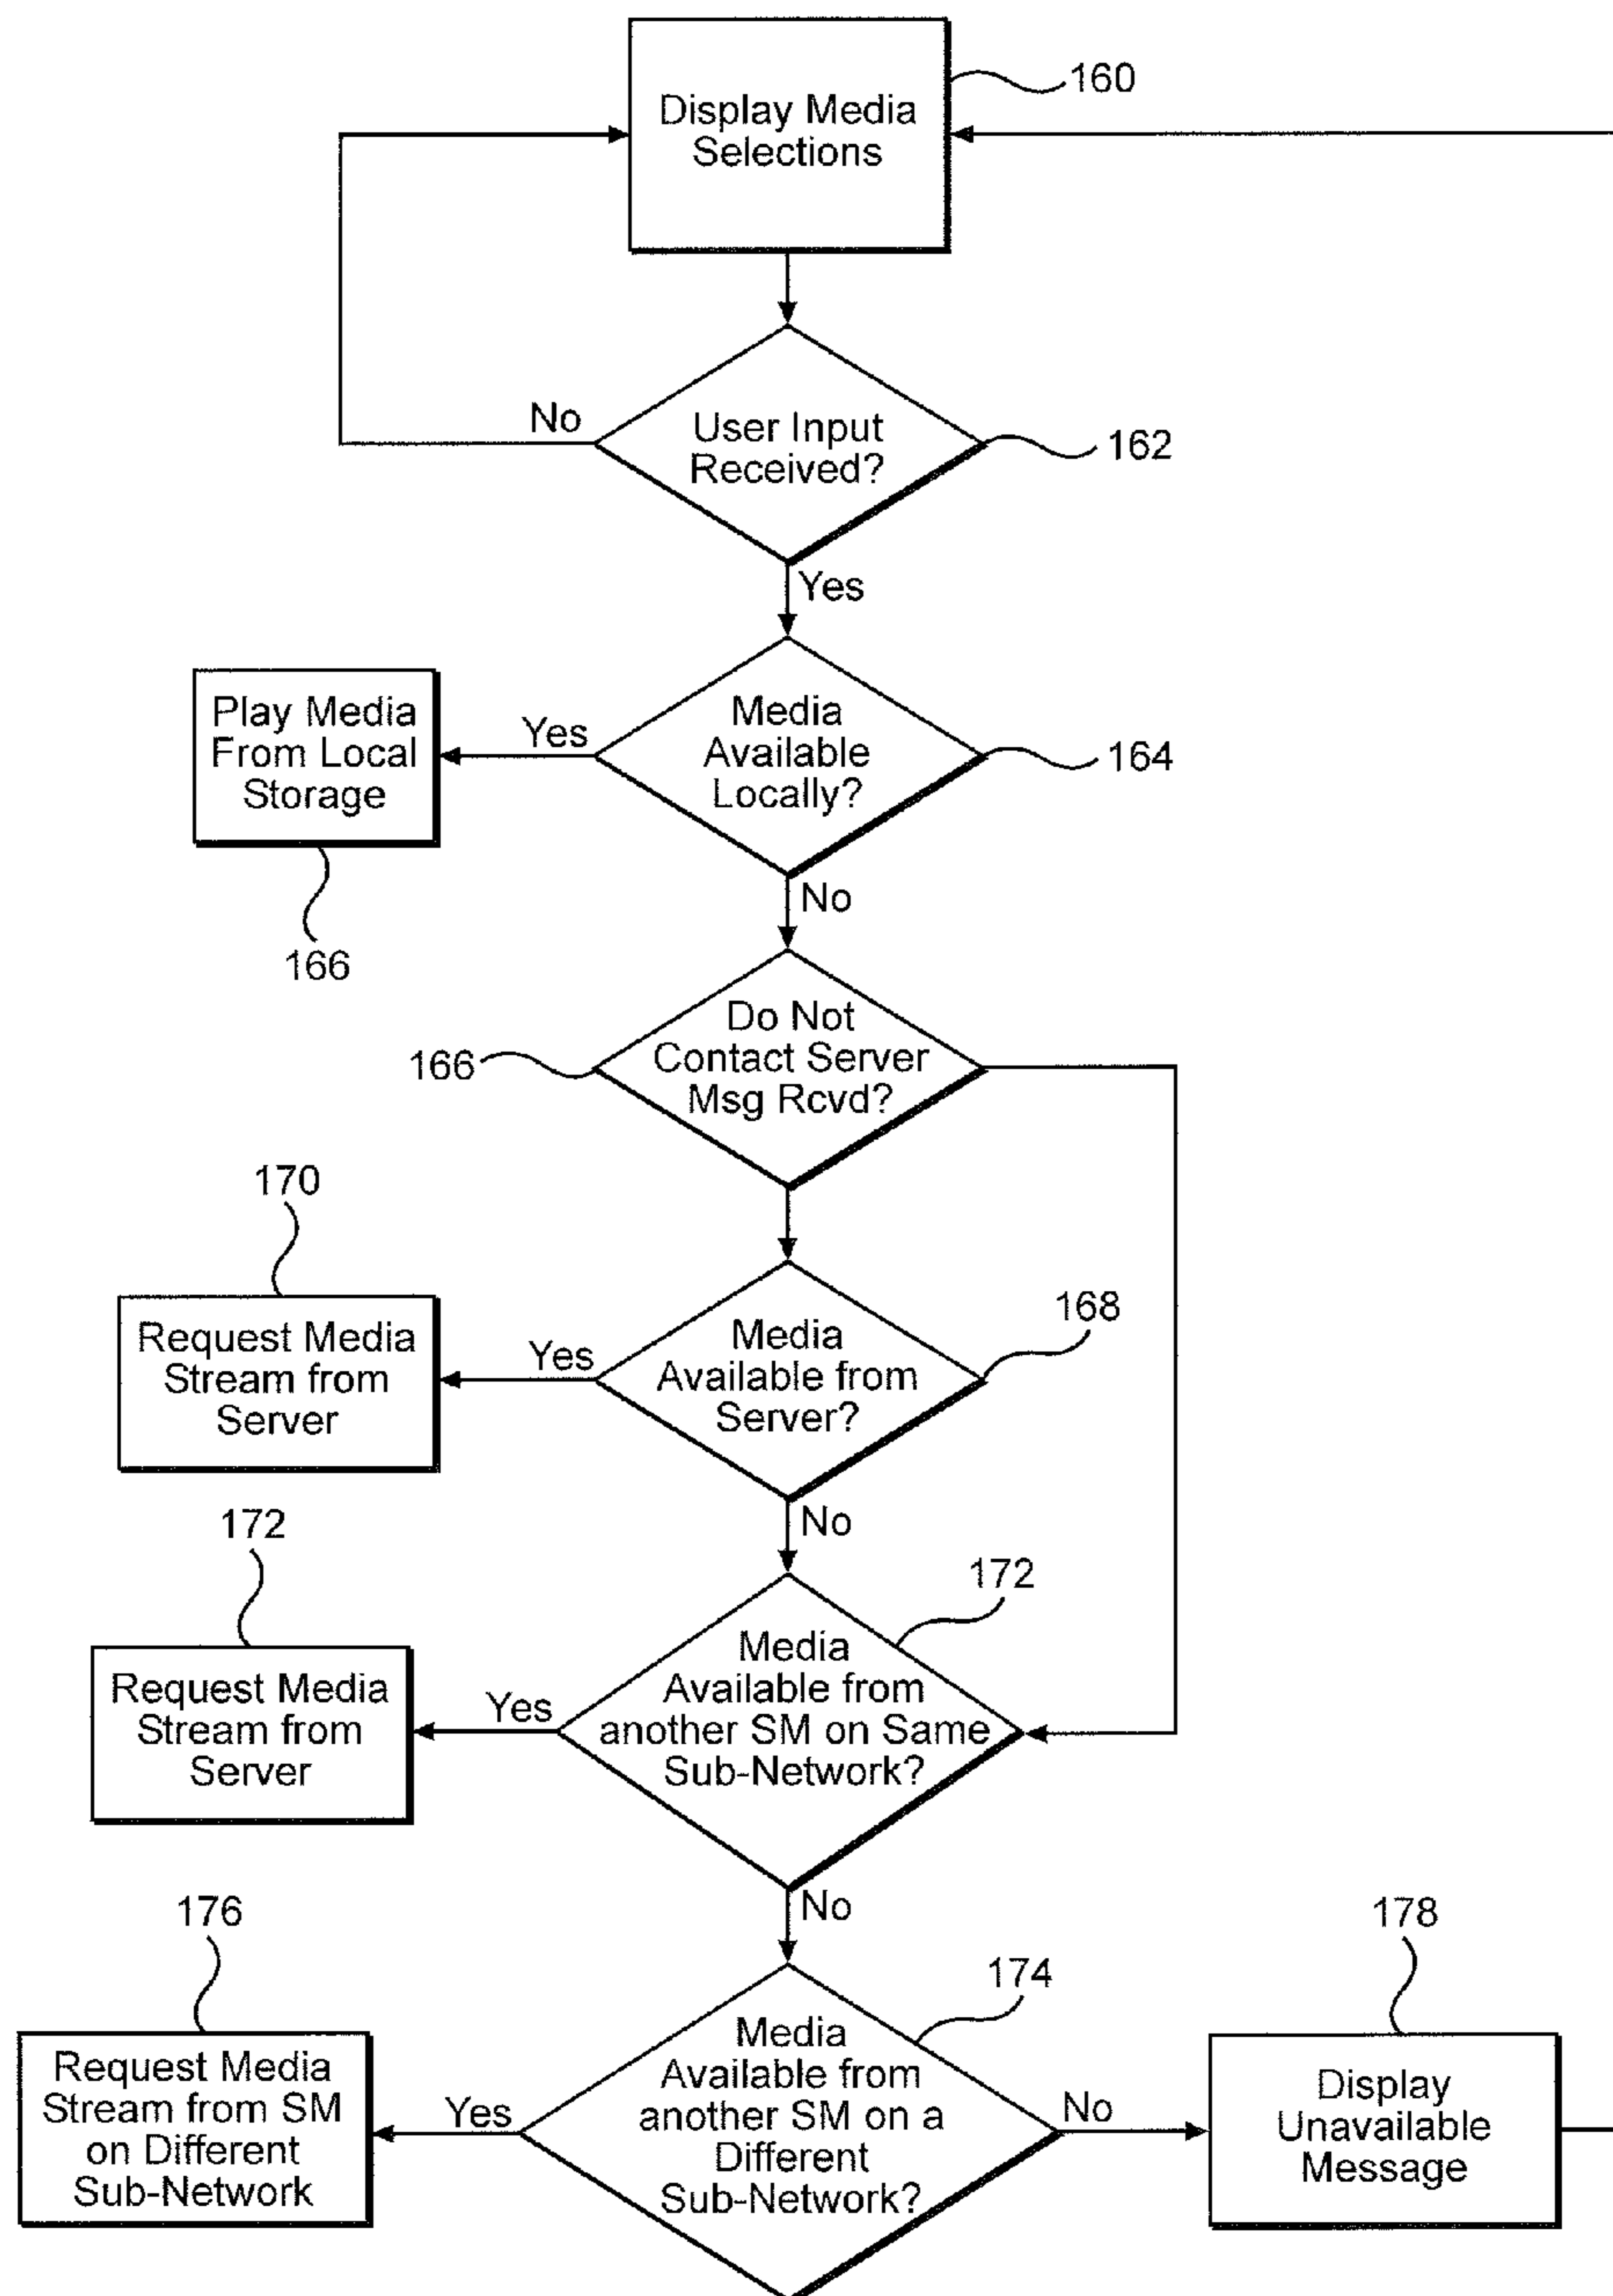 160
Display Media
Selections
No
User Input
Received?
162
Yes
Play Media
From Local
Storage
Yes
Media
Available
Locally?
164
166
No
166
Do Not
Contact Server
Msg Rcvd?
170
Request Media
Stream from
Server
Yes
Media
Available from
Server?
168
No
172
Request Media
Stream from
Server
Yes
172
Media
Available from
another SM on Same
Sub-Network?
No
176
Request Media
Stream from SM
on Different
Sub-Network
Yes
174
Media
Available from
another SM on a
Different
Sub-Network?
No
178
Display
Unavailable
Message